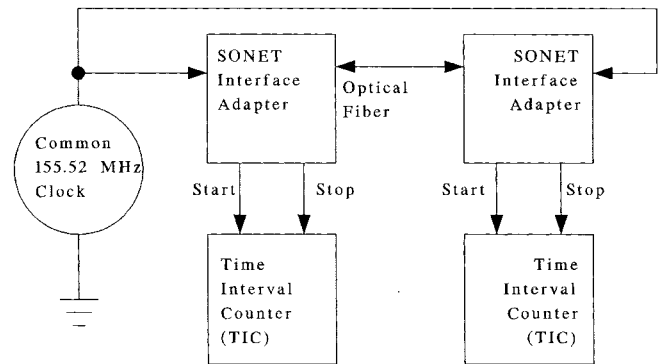 SONET
Interface
Adapter
Optical
Fiber
SONET
Interface
Adapter
Common
155.52 MHz
Clock
Start
Stop
Start
Stop
Time
Interval
Counter
(TIC)
Time
Interval
Counter
(TIC)